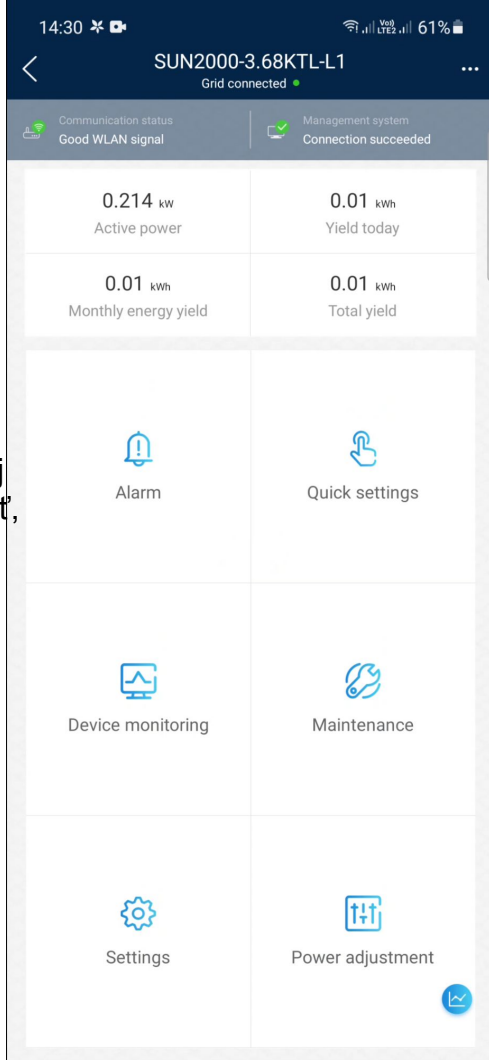 14:30 Vo)) LTE2 61%
SUN2000-3.68KTL-L1
Grid connected
Communication status
Good WLAN signal
Management system
Connection succeeded
0.214 kW
Active power
0.01 kWh
Yield today
0.01 kWh
Monthly energy yield
0.01 kWh
Total yield
Alarm
Quick settings
Device monitoring
Maintenance
Settings
Power adjustment